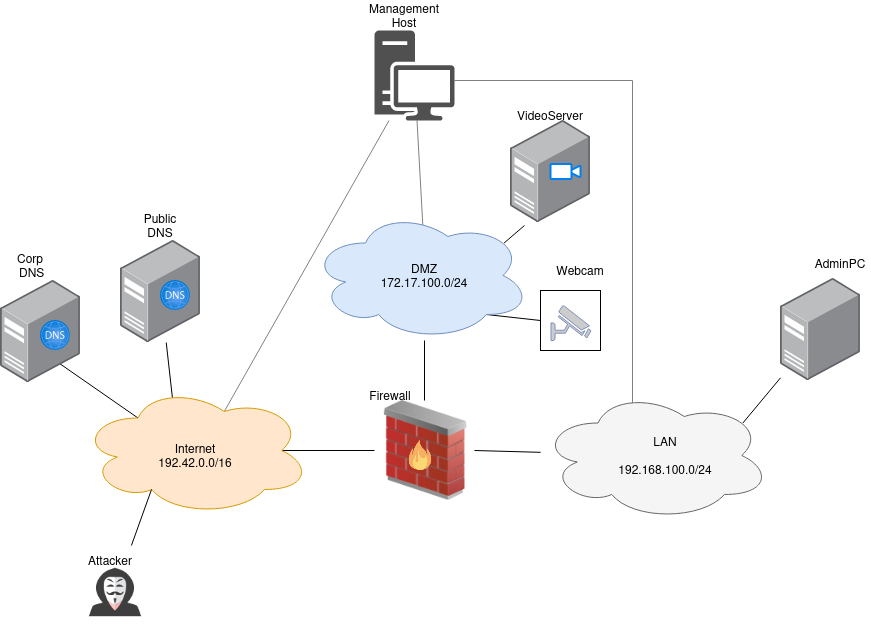 Management
Host
VideoServer
Public
DNS
DNS
Corp
DNS
DNS
DMZ
172.17.100.0/24
Webcam
AdminPC
Firewall
Internet
192.42.0.0/16
LAN
192.168.100.0/24
Attacker